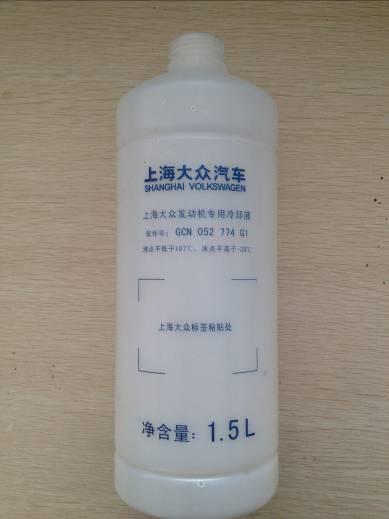 上海大众汽车
SHANGHAI VOLKSWAGEN
上海大众发动机专用冷却液
配件号: GCN 052 774 G1
沸点不低于107℃, 冰点不高于-38℃
上海大众标签粘贴处
净含量: 1.5L